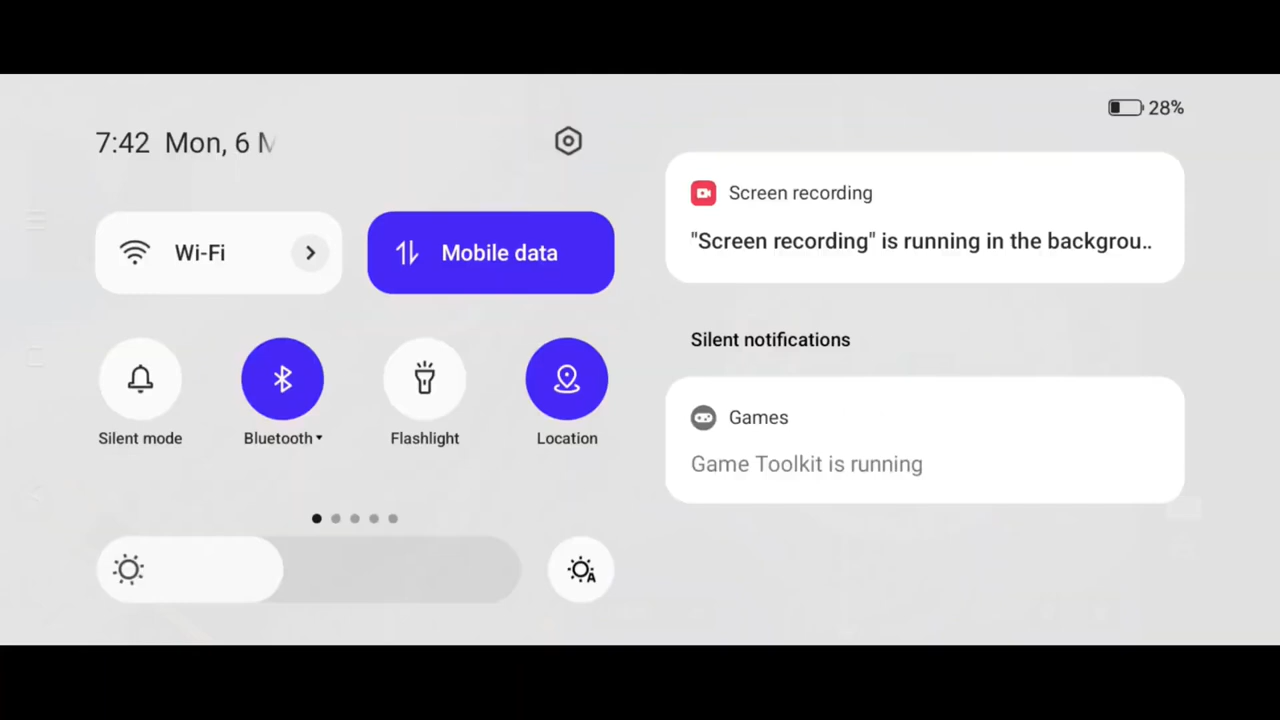 28%
7:42 Mon, 6
Wi-Fi
Mobile data
Silent mode
Bluetooth
Flashlight
Location
Screen recording
"Screen recording" is running in the backgrou..
Silent notifications
Games
Game Toolkit is running